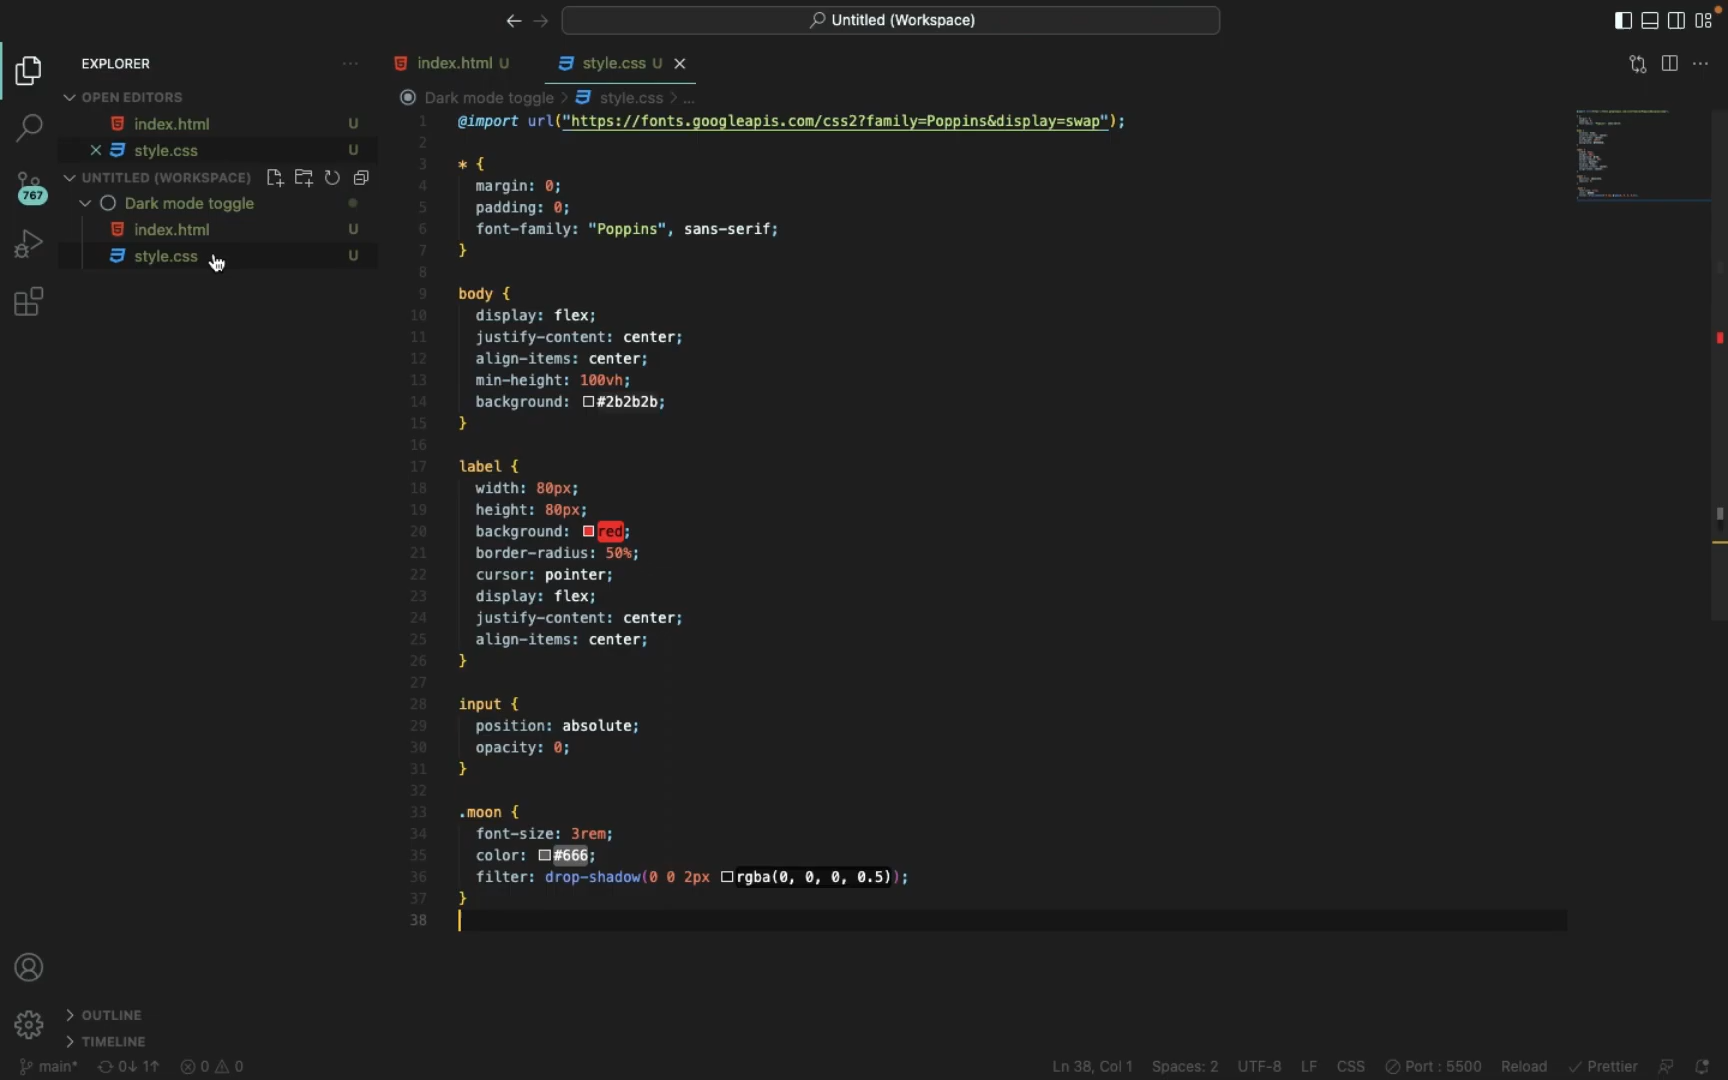 Untitled (Workspace)
EXPLORER
index.html U
style.css U
OPEN EDITORS
index.html U
style.css U
UNTITLED (WORKSPACE)
Dark mode toggle
index.html U
style.css U
767
Dark mode toggle > style.css > ...
1 @import url("https://fonts.googleapis.com/css2?family=Poppins&display=swap");
2
3 * {
4 margin: 0;
5 padding: 0;
6 font-family: "Poppins", sans-serif;
7 }
8
9 body {
10 display: flex;
11 justify-content: center;
12 align-items: center;
13 min-height: 100vh;
14 background: #2b2b2b;
15 }
16
17 label {
18 width: 80px;
19 height: 80px;
20 background: red;
21 border-radius: 50%;
22 cursor: pointer;
23 display: flex;
24 justify-content: center;
25 align-items: center;
26 }
27
28 input {
29 position: absolute;
30 opacity: 0;
31 }
32
33 .moon {
34 font-size: 3rem;
35 color: #666;
36 filter: drop-shadow(0 0 2px rgba(0, 0, 0, 0.5));
37 }
38
OUTLINE
TIMELINE
main* 0↓ 1↑ 0 0
Ln 38, Col 1 Spaces: 2 UTF-8 LF CSS Port : 5500 Reload Prettier